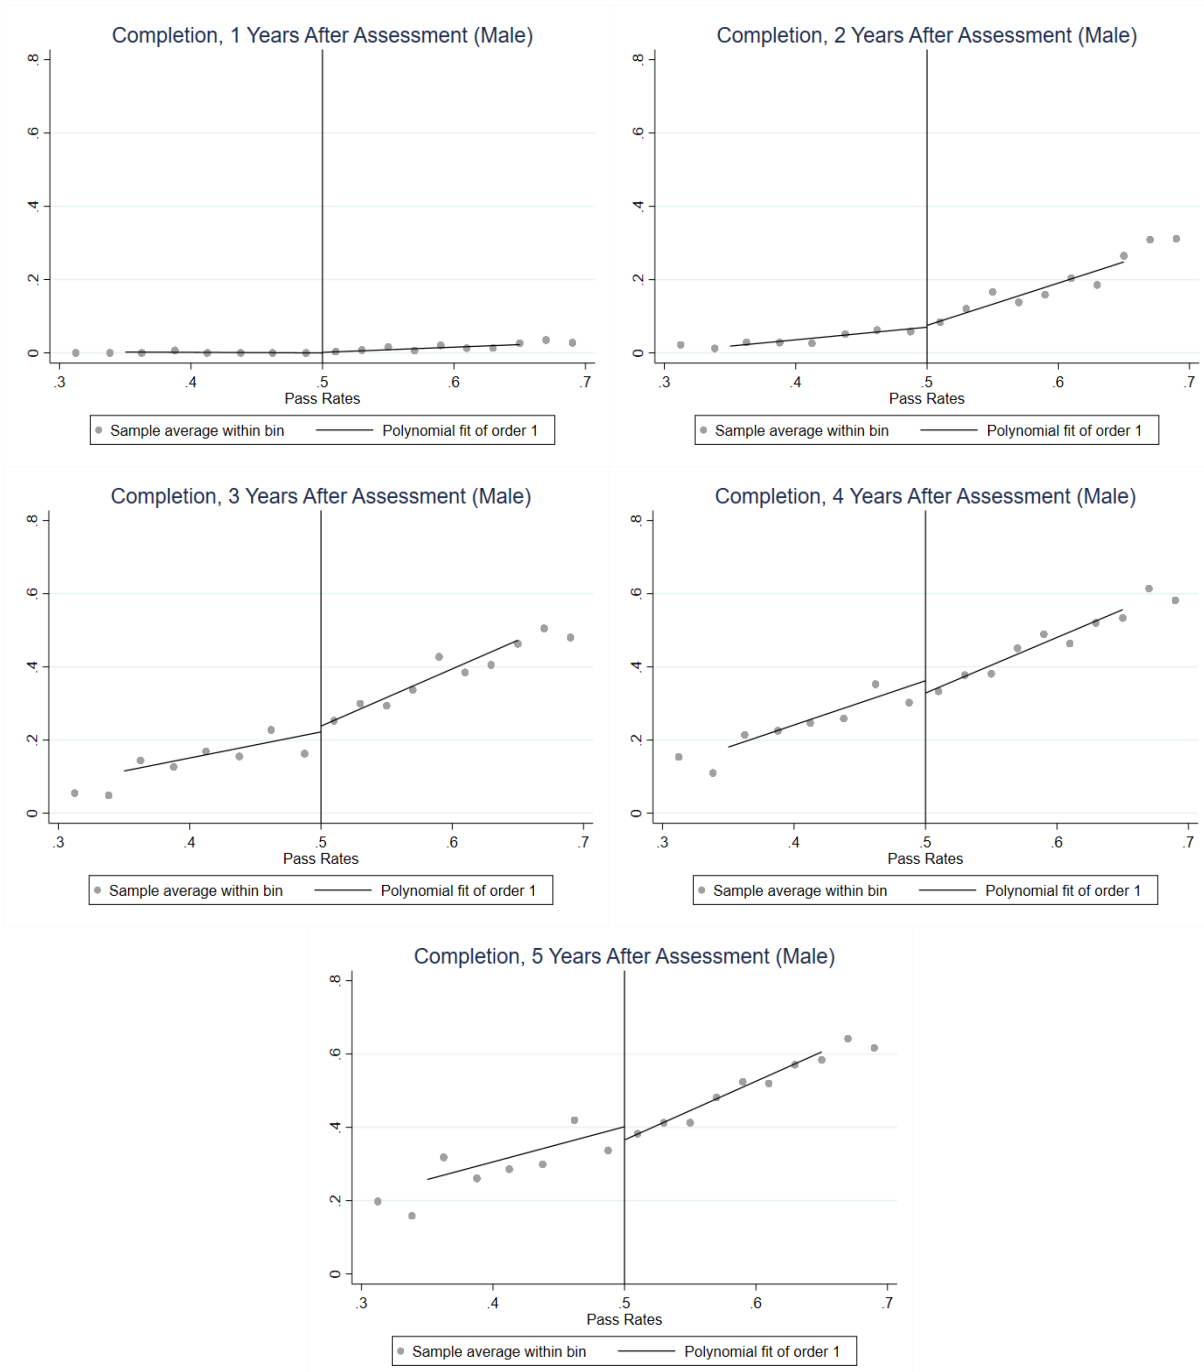 Completion, 1 Years After Assessment (Male)
.8
.6
.4
.2
0
.3 .4 .5 .6 .7
Pass Rates
Sample average within bin Polynomial fit of order 1
Completion, 2 Years After Assessment (Male)
.8
.6
.4
.2
0
.3 .4 .5 .6 .7
Pass Rates
Sample average within bin Polynomial fit of order 1
Completion, 3 Years After Assessment (Male)
.8
.6
.4
.2
0
.3 .4 .5 .6 .7
Pass Rates
Sample average within bin Polynomial fit of order 1
Completion, 4 Years After Assessment (Male)
.8
.6
.4
.2
0
.3 .4 .5 .6 .7
Pass Rates
Sample average within bin Polynomial fit of order 1
Completion, 5 Years After Assessment (Male)
.8
.6
.4
.2
0
.3 .4 .5 .6 .7
Pass Rates
Sample average within bin Polynomial fit of order 1